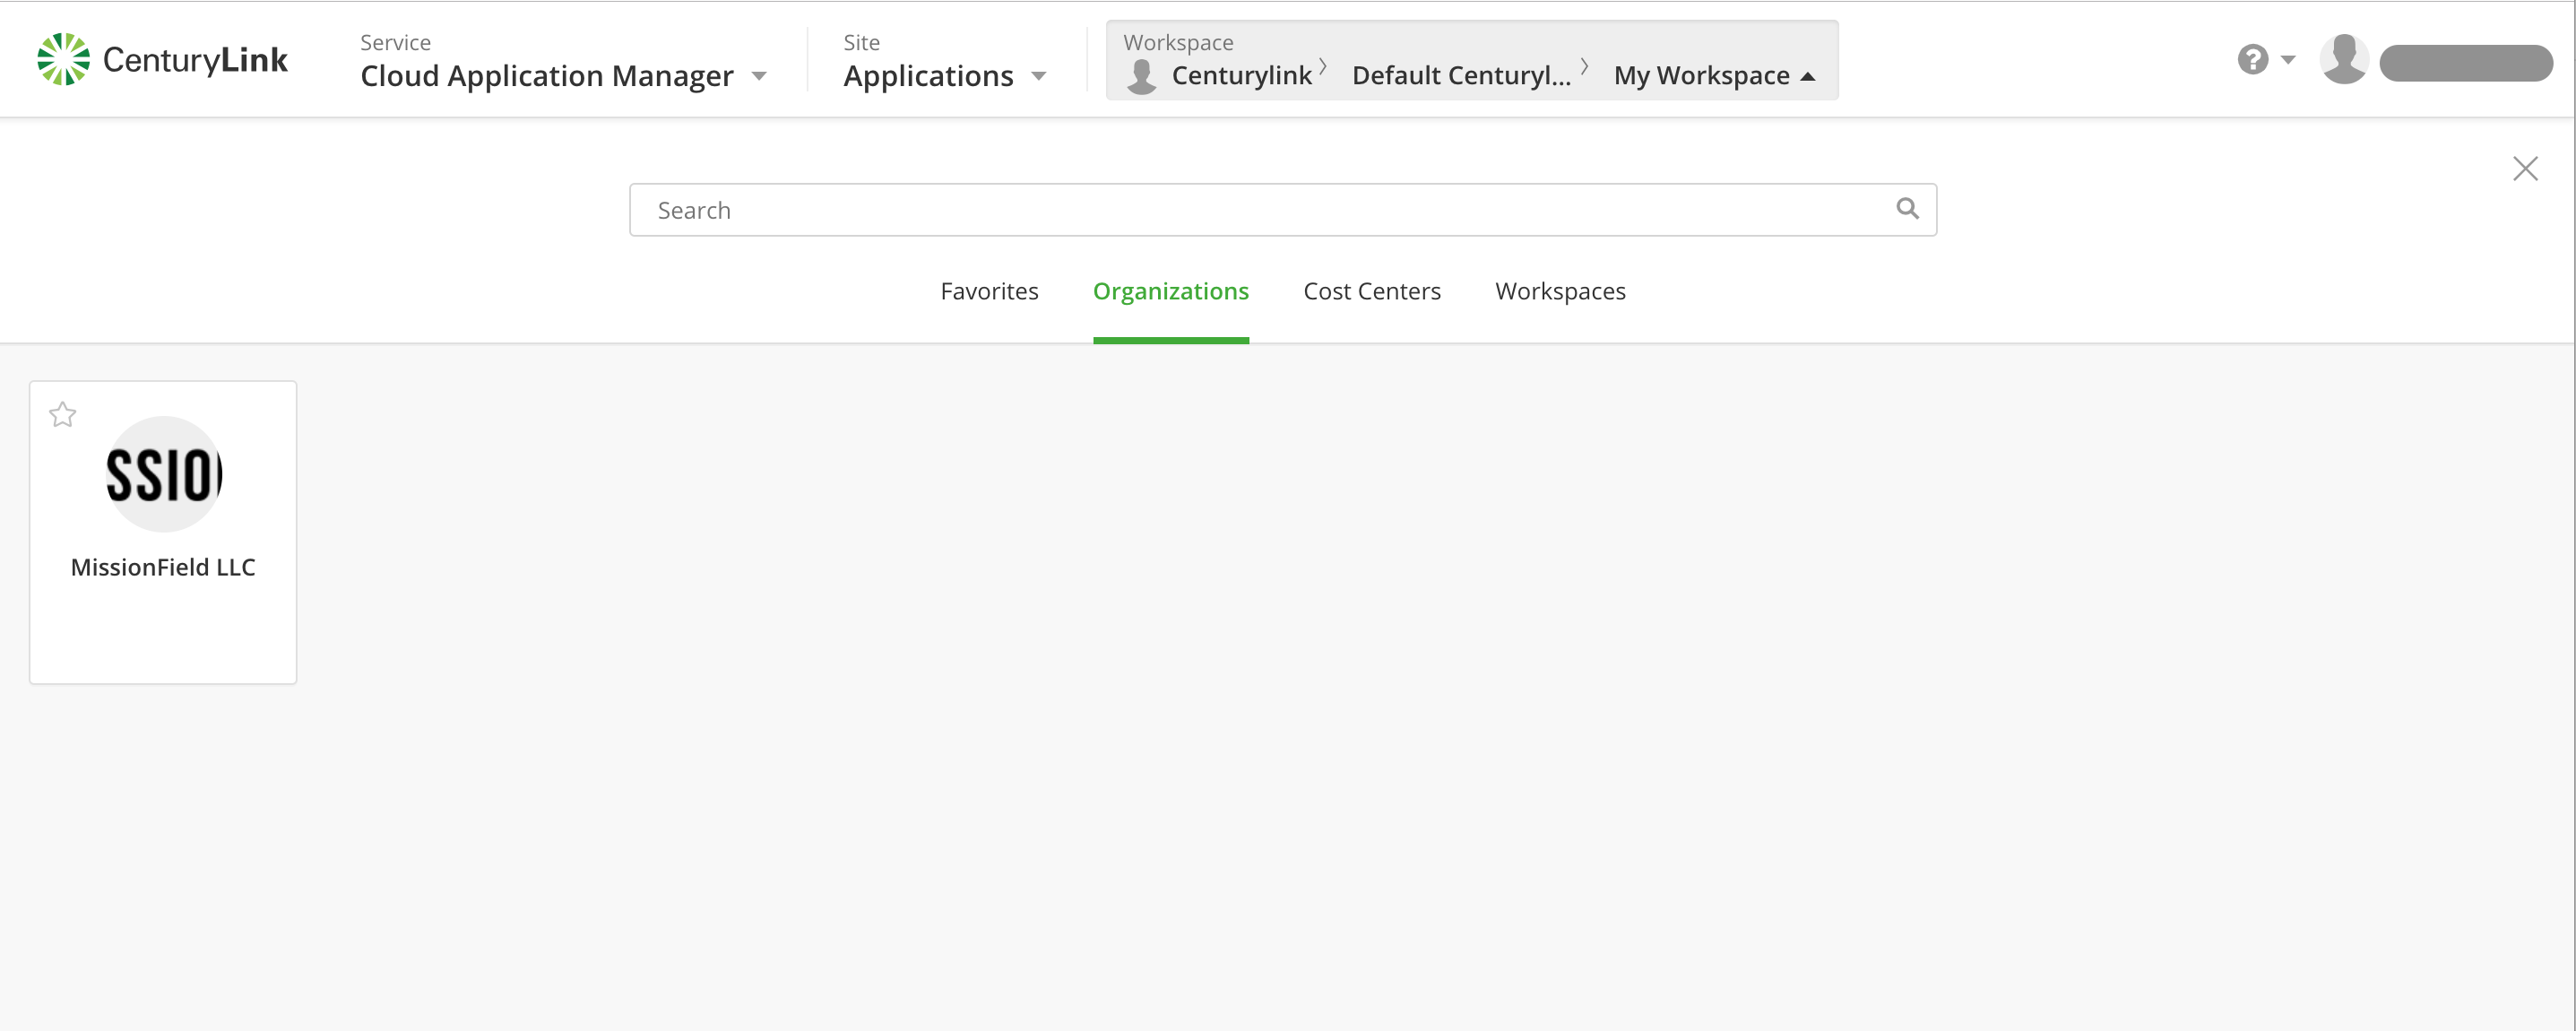 CenturyLink
Service
Cloud Application Manager
Site
Applications
Workspace
Centurylink
Default Centuryl...
My Workspace
?
Search
Favorites
Organizations
Cost Centers
Workspaces
SSIO
MissionField LLC